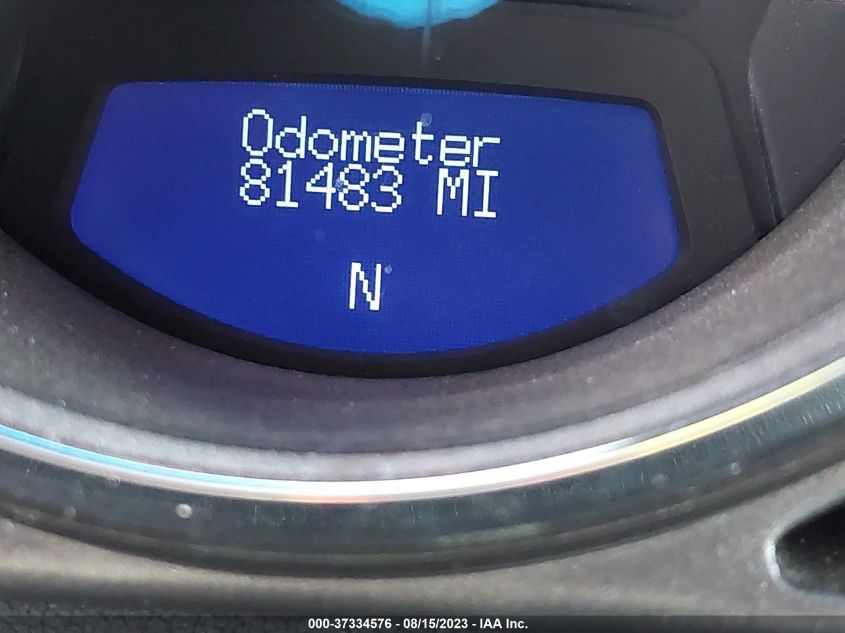 Odometer
81483 MI
N
000-37334576 - 08/15/2023 - IAA Inc.